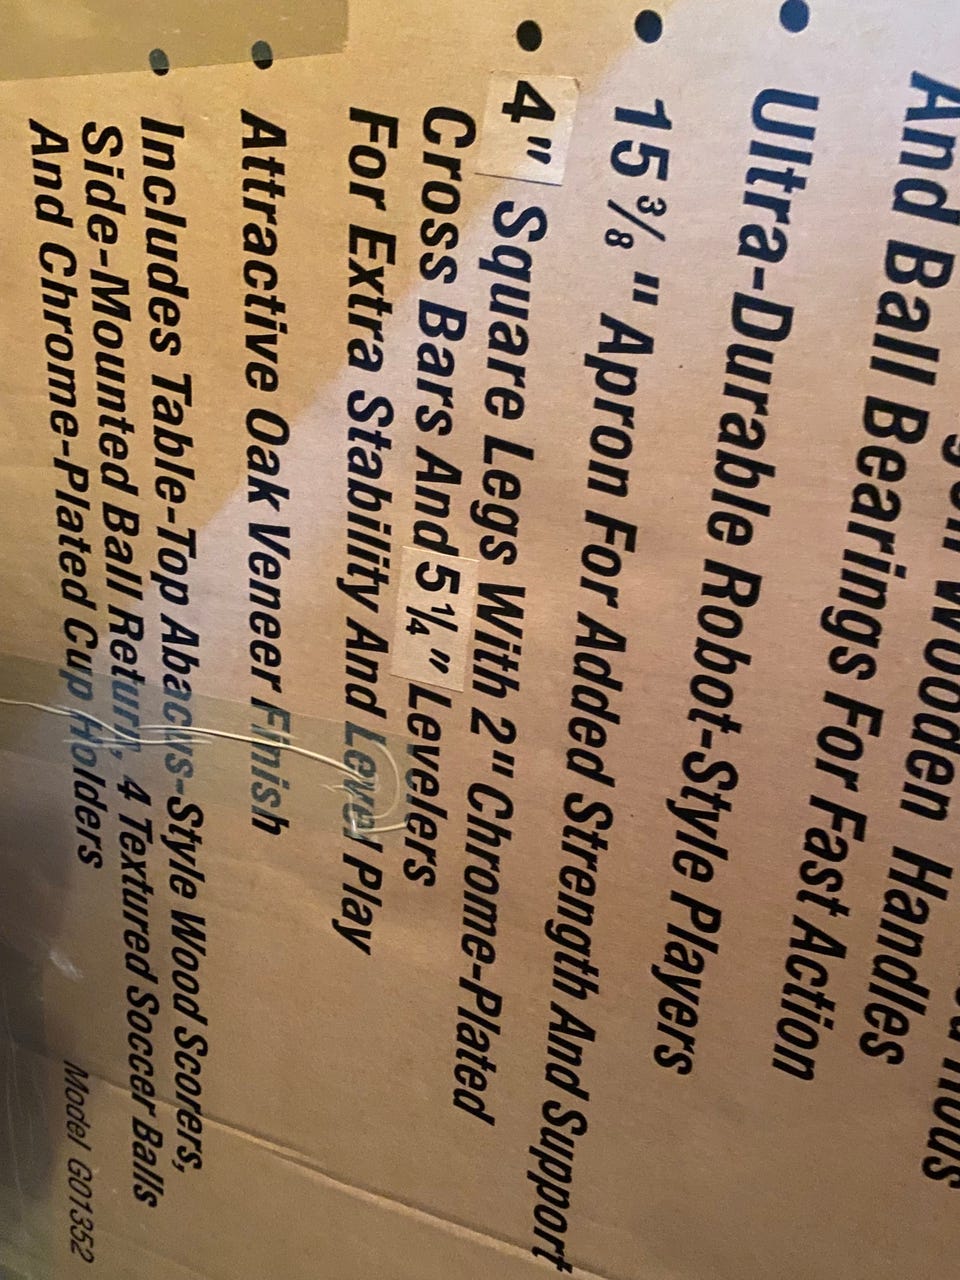 Wooden Handles
And Ball Bearings For Fast Action
• Ultra-Durable Robot-Style Players
• 15 ⅜" Apron For Added Strength And Support
• 4" Square Legs With 2" Chrome-Plated
Cross Bars And 5¼" Levelers
For Extra Stability And Level Play
• Attractive Oak Veneer Finish
• Includes Table-Top Abacus-Style Wood Scorers,
Side-Mounted Ball Return, 4 Textured Soccer Balls
And Chrome-Plated Cup Holders
Model G01352